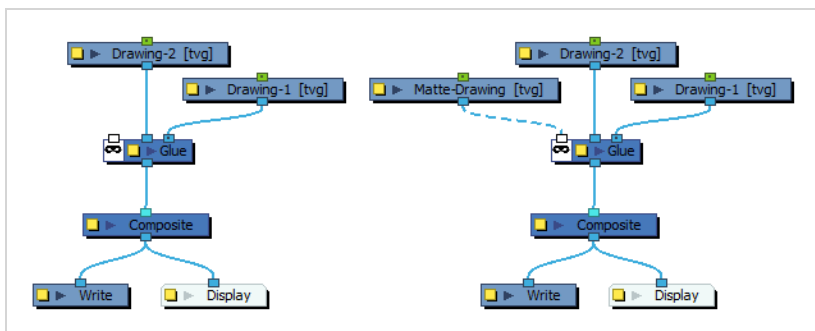 Drawing-2 [tvg]
Drawing-1 [tvg]
Glue
Composite
Write
Display
Drawing-2 [tvg]
Matte-Drawing [tvg]
Drawing-1 [tvg]
Glue
Composite
Write
Display